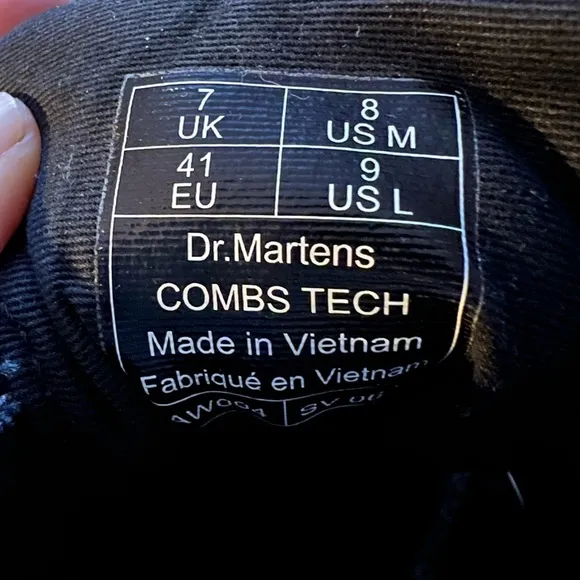 7 8
UK US M
41 9
EU US L
Dr.Martens
COMBS TECH
Made in Vietnam
Fabriqué en Vietnam